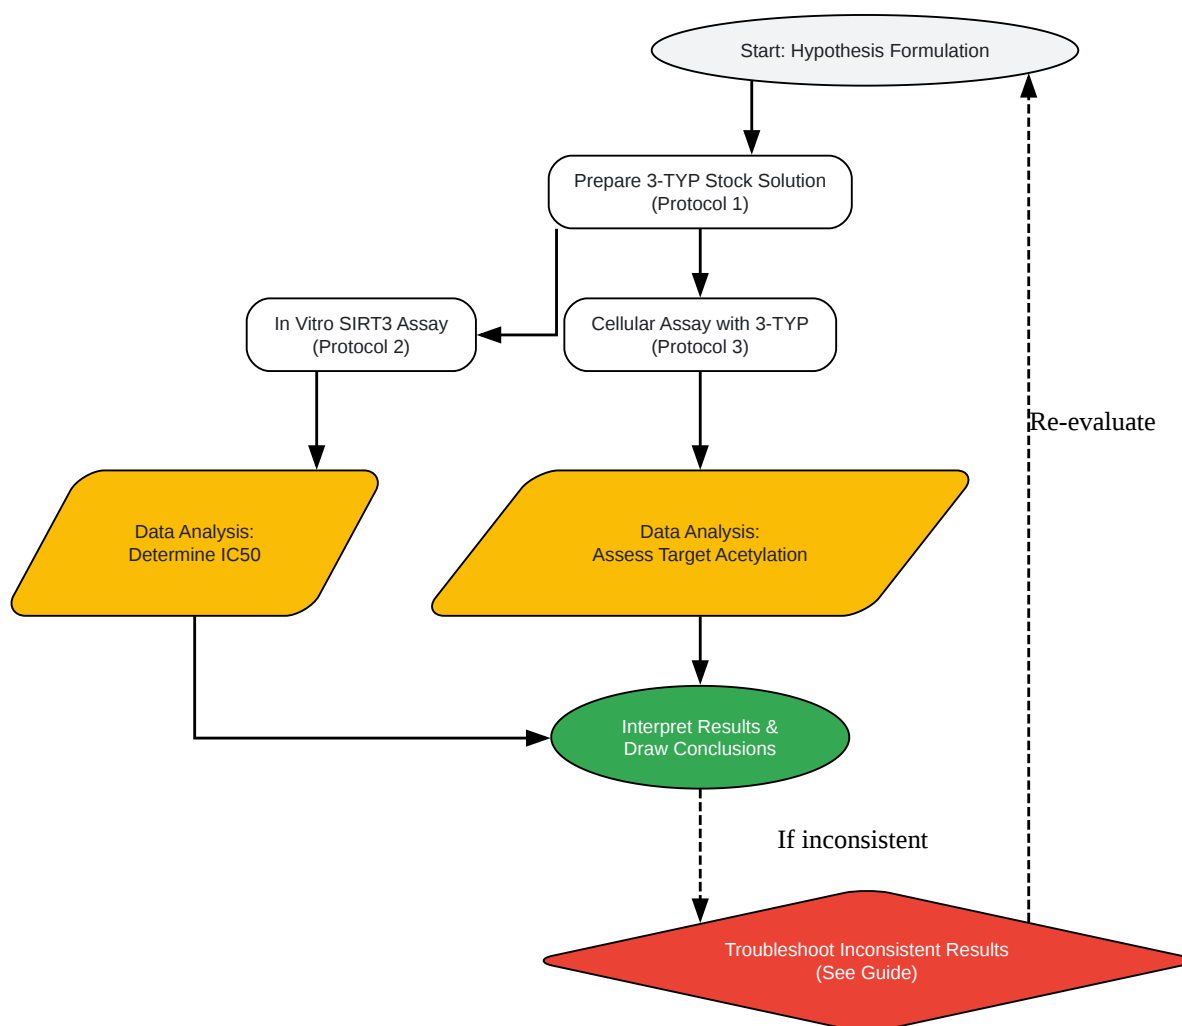 Start: Hypothesis Formulation
Prepare 3-TYP Stock Solution
(Protocol 1)
In Vitro SIRT3 Assay
(Protocol 2)
Cellular Assay with 3-TYP
(Protocol 3)
Re-evaluate
Data Analysis:
Determine IC50
Data Analysis:
Assess Target Acetylation
Interpret Results &
Draw Conclusions
If inconsistent
Troubleshoot Inconsistent Results
(See Guide)